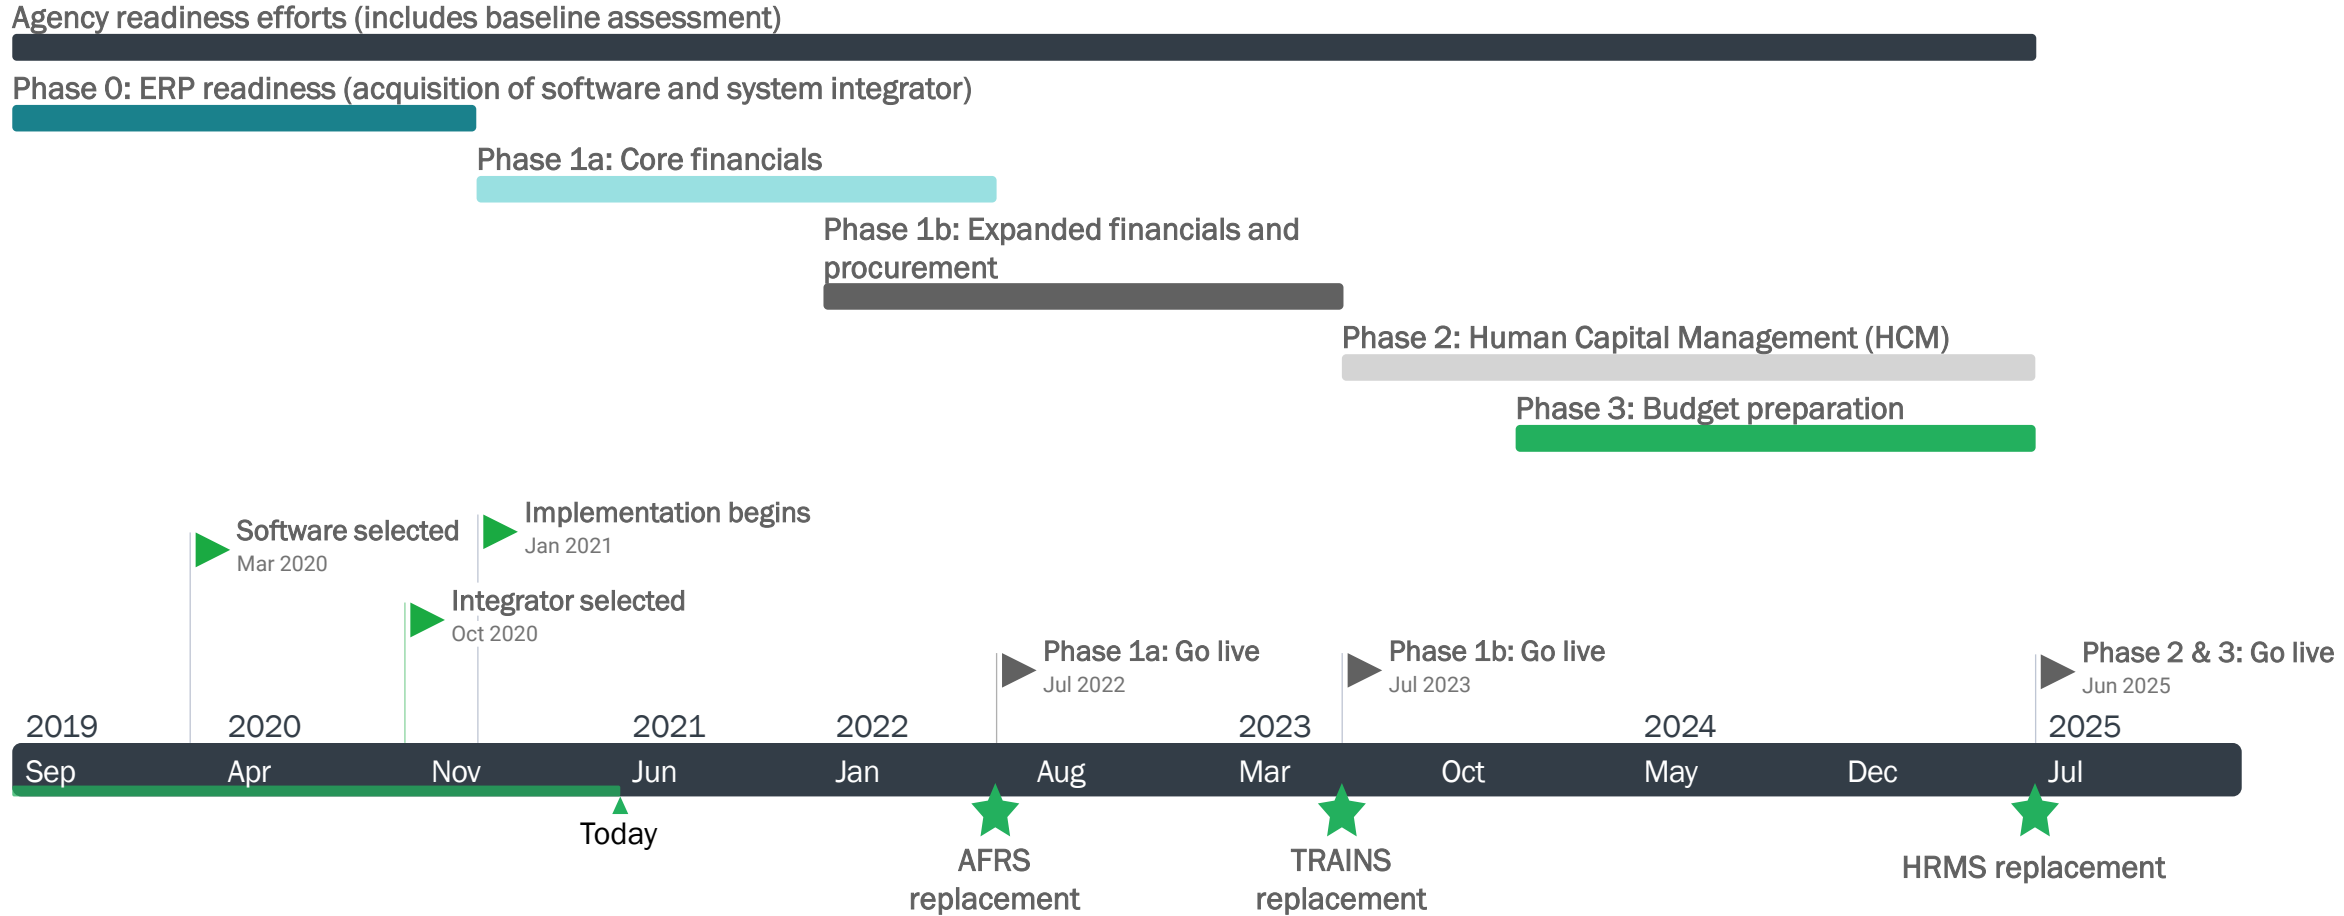 Agency readiness efforts (includes baseline assessment)
Phase 0: ERP readiness (acquisition of software and system integrator)
Phase 1a: Core financials
Phase 1b: Expanded financials and
procurement
Phase 2: Human Capital Management (HCM)
Phase 3: Budget preparation
Implementation begins
Jan 2021
Software selected
Mar 2020
Integrator selected
Oct 2020
Phase 1a: Go live
Jul 2022
Phase 1b: Go live
Jul 2023
Phase 2 & 3: Go live
Jun 2025
2019 2020 2021 2022 2023 2024 2025
Sep Apr Nov Jun Jan Aug Mar Oct May Dec Jul
Today
AFRS
replacement
TRAINS
replacement
HRMS replacement